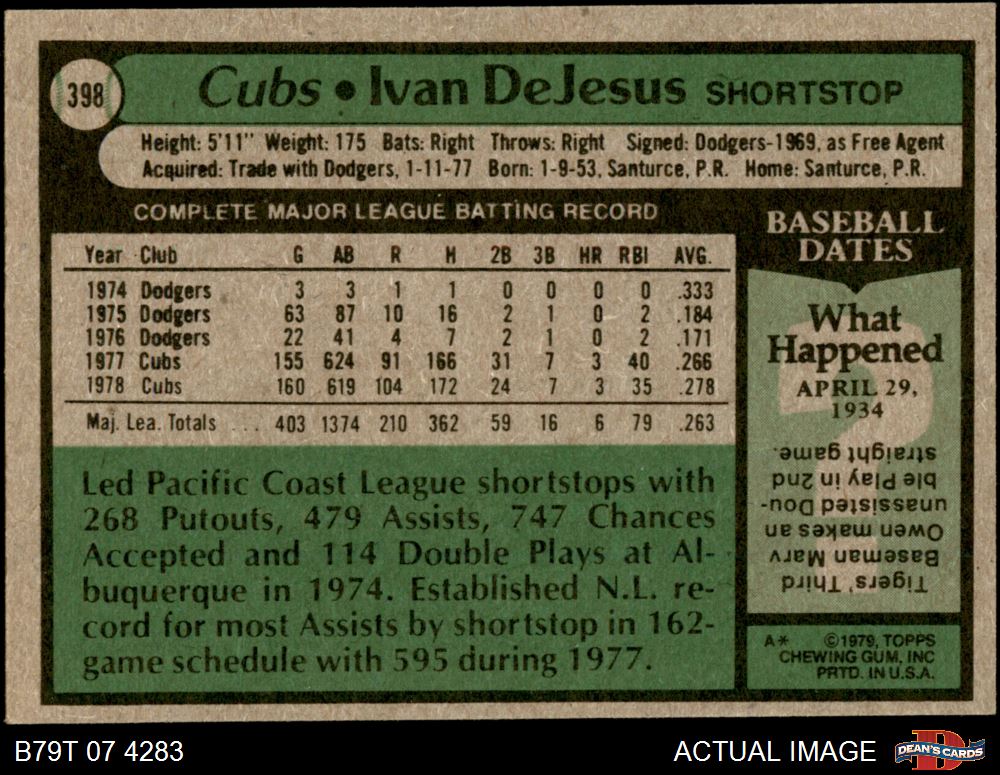 398
Cubs • Ivan DeJesus SHORTSTOP
Height: 5'11" Weight: 175 Bats: Right Throws: Right Signed: Dodgers-1969, as Free Agent
Acquired: Trade with Dodgers, 1-11-77 Born: 1-9-53, Santurce, P.R. Home: Santurce, P.R.
COMPLETE MAJOR LEAGUE BATTING RECORD
Year Club G AB R H 2B 3B HR RBI AVG.
1974 Dodgers 3 3 1 1 0 0 0 0 .333
1975 Dodgers 63 87 10 16 2 1 0 2 .184
1976 Dodgers 22 41 4 7 2 1 0 2 .171
1977 Cubs 155 624 91 166 31 7 3 40 .266
1978 Cubs 160 619 104 172 24 7 3 35 .278
Maj. Lea. Totals ... 403 1374 210 362 59 16 6 79 .263
Led Pacific Coast League shortstops with
268 Putouts, 479 Assists, 747 Chances
Accepted and 114 Double Plays at Al-
buquerque in 1974. Established N.L. re-
cord for most Assists by shortstop in 162-
game schedule with 595 during 1977.
BASEBALL
DATES
What
Happened
APRIL 29,
1934
Tigers' Third
Baseman Marv
Owen makes an
unassisted Dou-
ble Play in 2nd
straight game.
A* ©1979, TOPPS
CHEWING GUM, INC
PRTD. IN U.S.A.
B79T 07 4283
ACTUAL IMAGE
D
DEAN'S CARDS